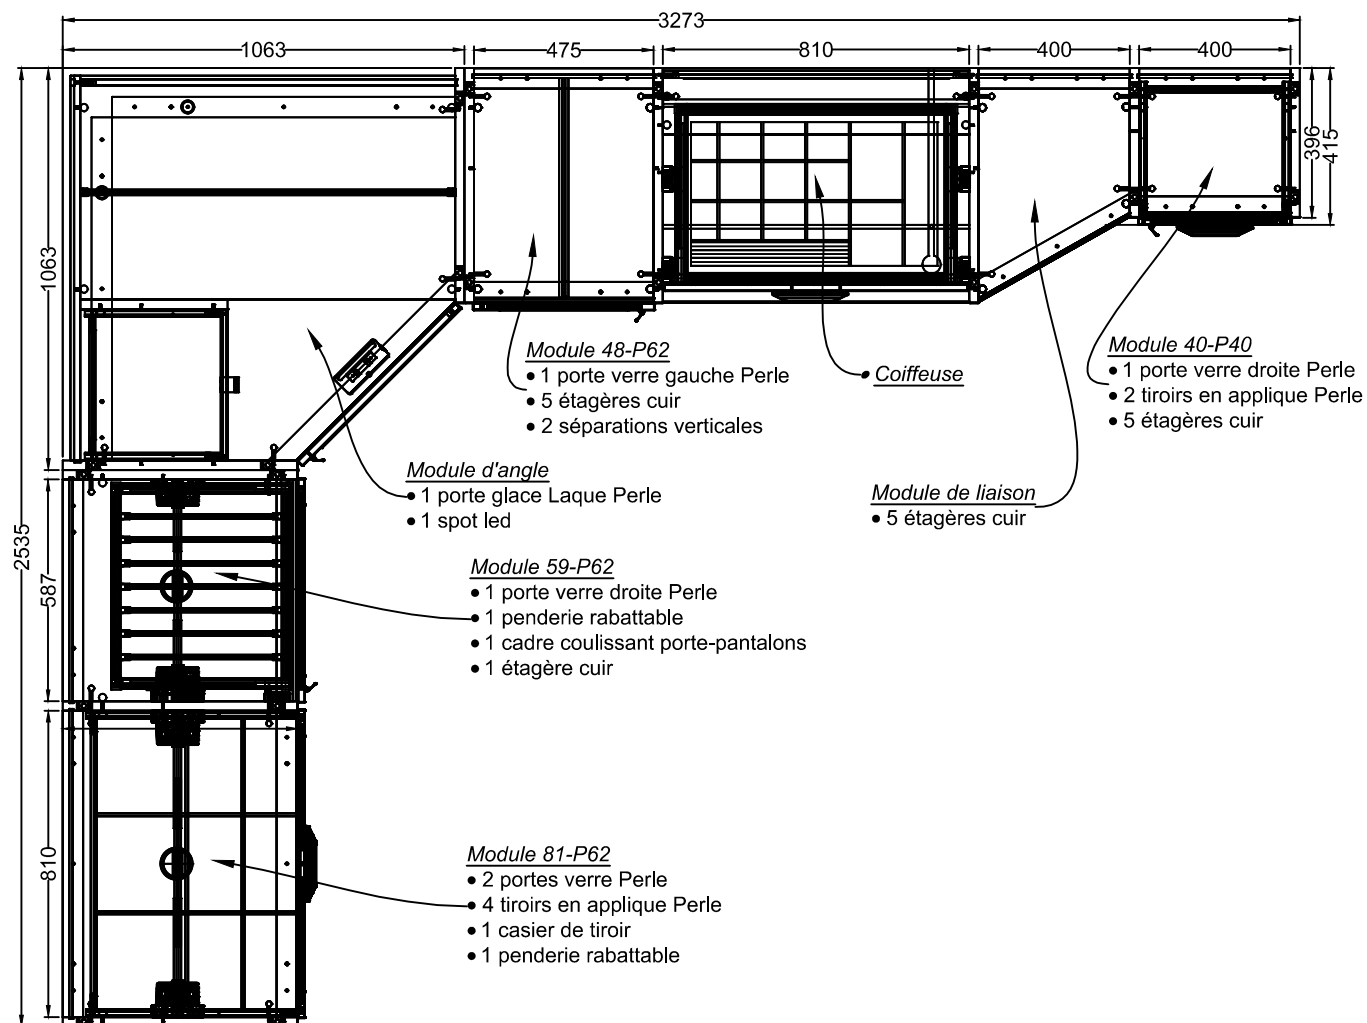 3273
1063
475
810
400
400
396
415
1063
2535
587
810
Module 48-P62
• 1 porte verre gauche Perle
• 5 étagères cuir
• 2 séparations verticales
• Coiffeuse
Module 40-P40
• 1 porte verre droite Perle
• 2 tiroirs en applique Perle
• 5 étagères cuir
Module d'angle
• 1 porte glace Laque Perle
• 1 spot led
Module de liaison
• 5 étagères cuir
Module 59-P62
• 1 porte verre droite Perle
• 1 penderie rabattable
• 1 cadre coulissant porte-pantalons
• 1 étagère cuir
Module 81-P62
• 2 portes verre Perle
• 4 tiroirs en applique Perle
• 1 casier de tiroir
• 1 penderie rabattable